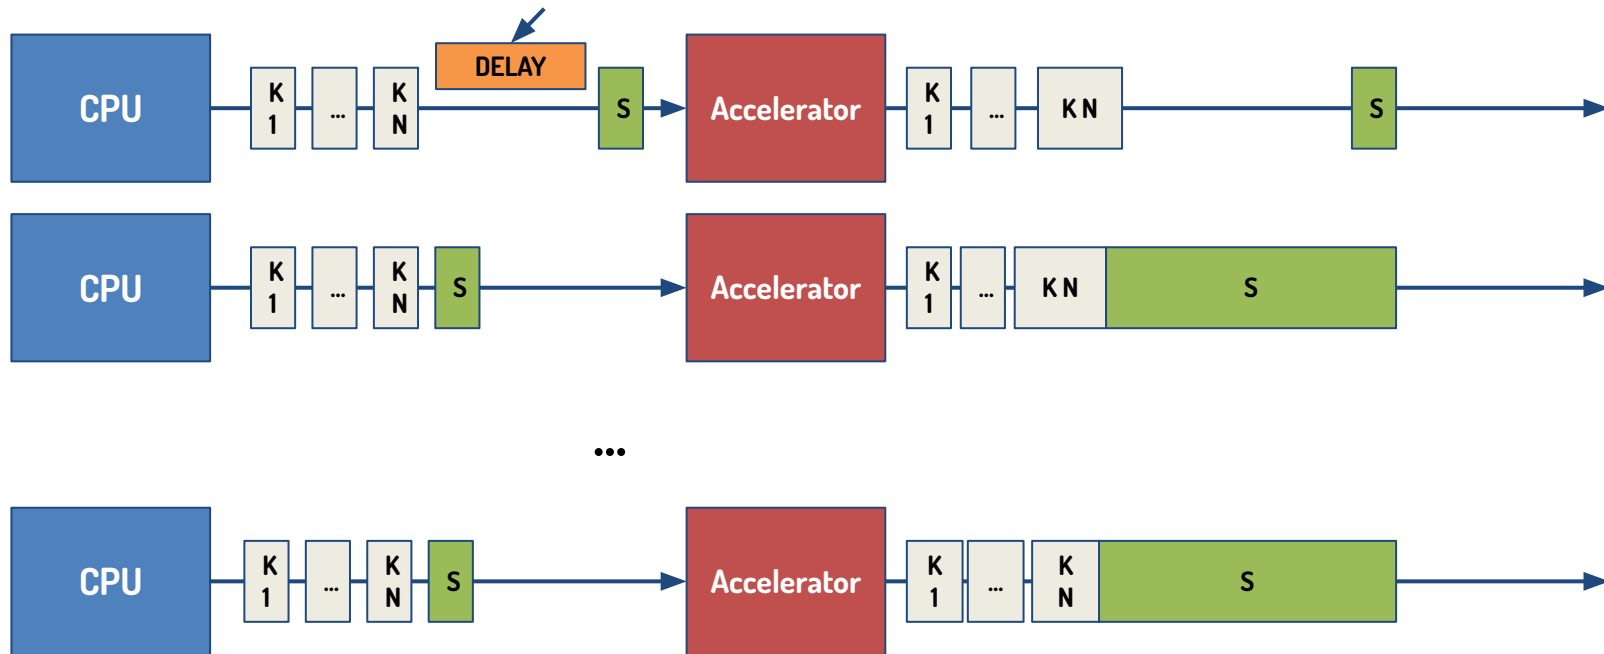 DELAY
CPU
K
1
...
K
N
S
Accelerator
K
1
...
K N
S
CPU
K
1
...
K
N
S
Accelerator
K
1
...
K N
S
...
CPU
K
1
...
K
N
S
Accelerator
K
1
...
K
N
S